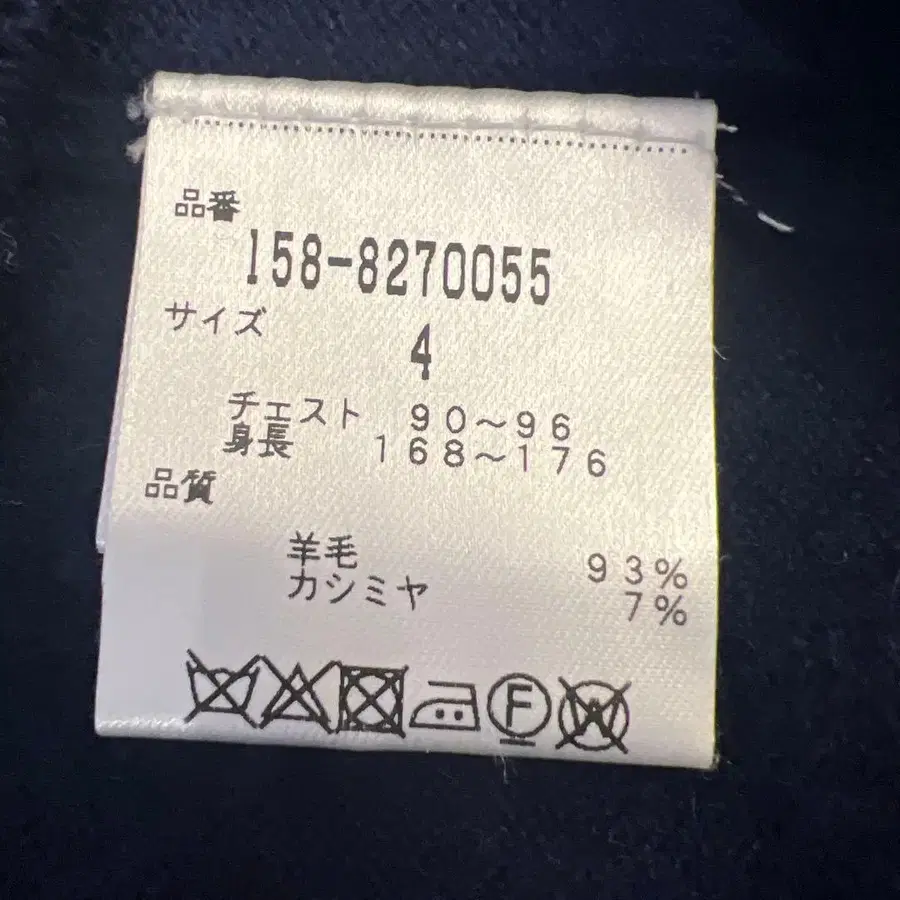 品番
158-8270055
サイズ
4
チェスト 90～96
身長 168～176
品質
羊毛 93%
カシミヤ 7%
F W